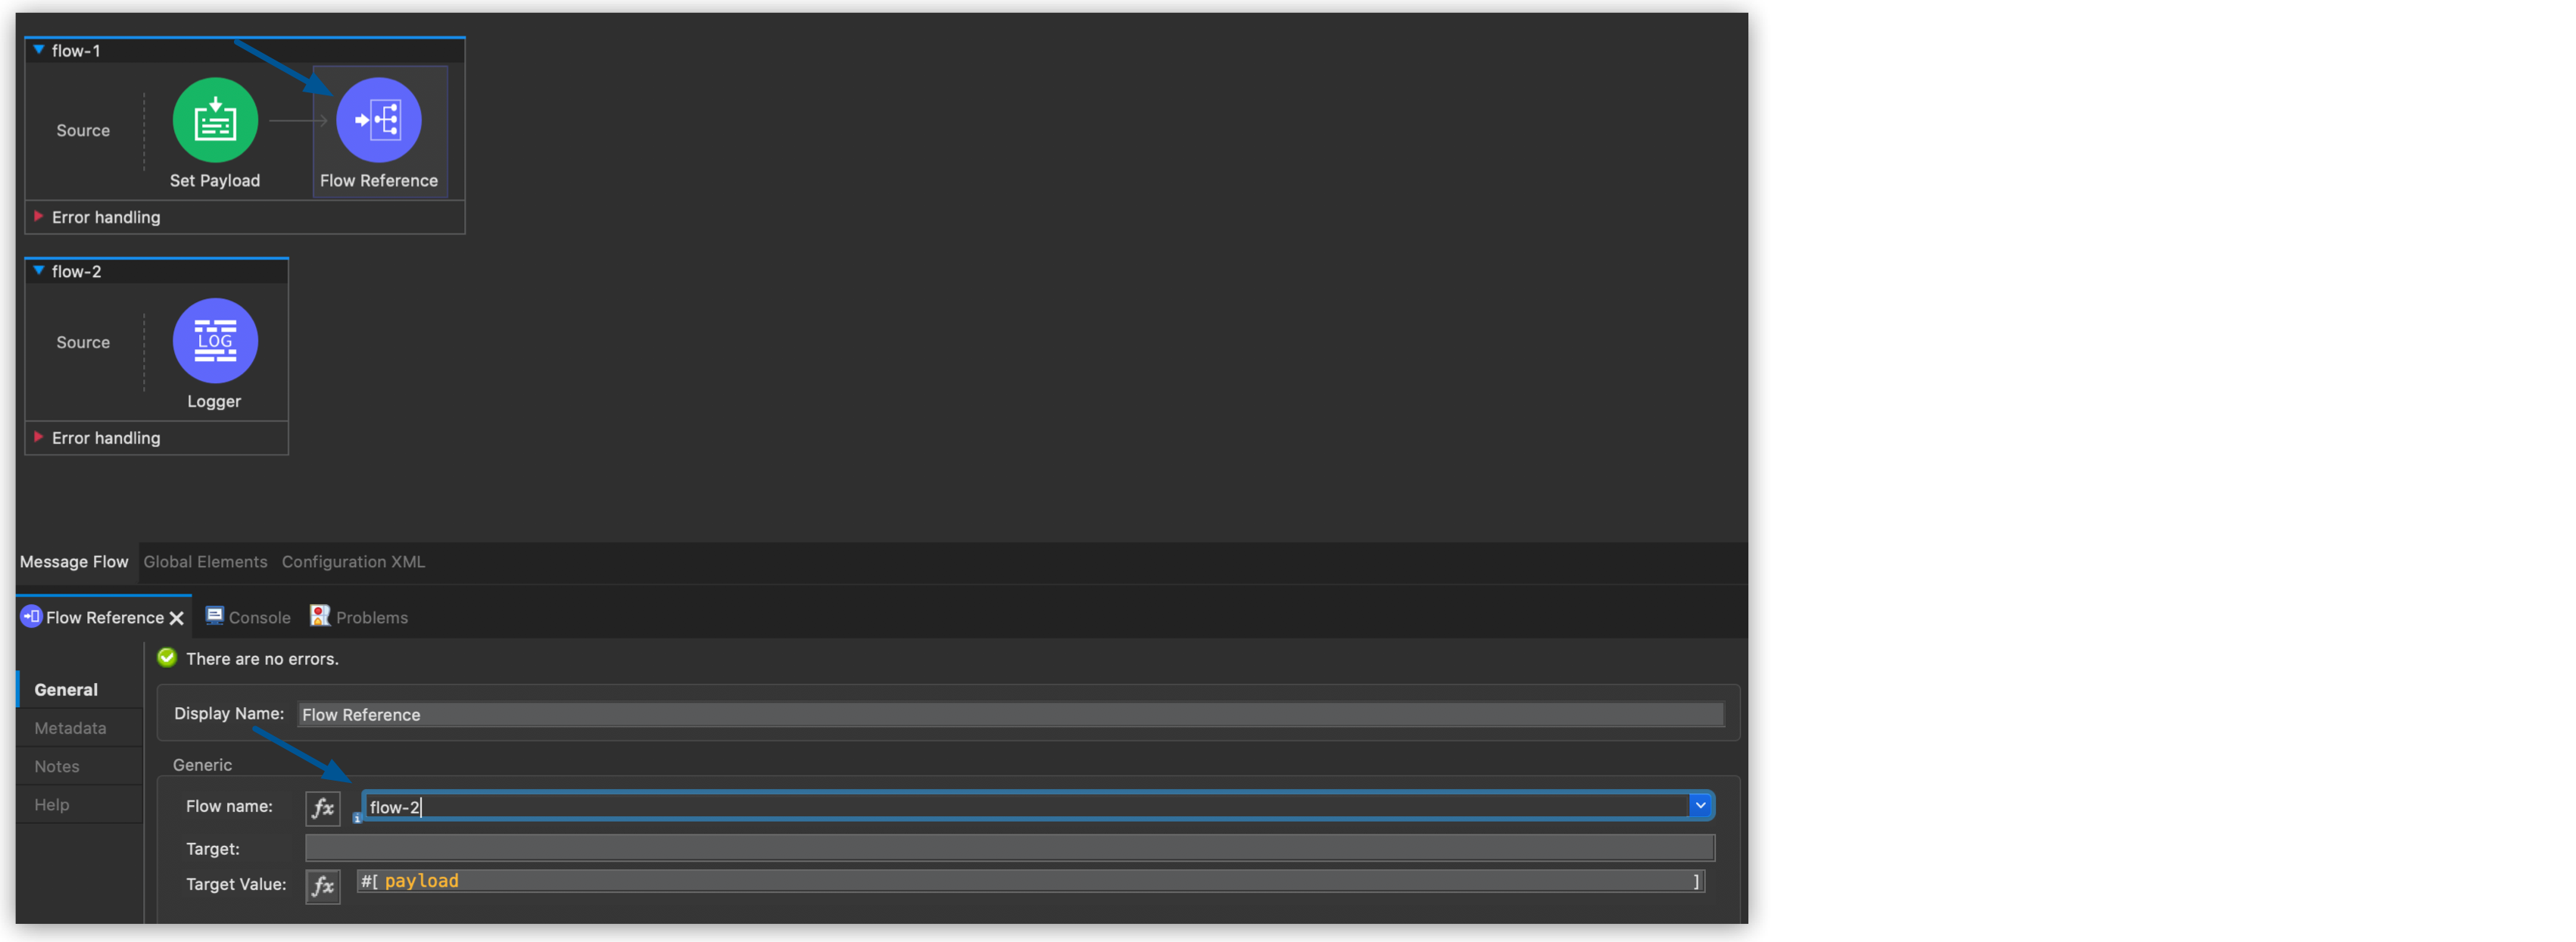 flow-1
Source
Set Payload
Flow Reference
Error handling
flow-2
Source
LOG
Logger
Error handling
Message Flow Global Elements Configuration XML
Flow Reference Console Problems
There are no errors.
General
Metadata
Notes
Help
Display Name: Flow Reference
Generic
Flow name: fx flow-2
Target:
Target Value: fx #[ payload ]